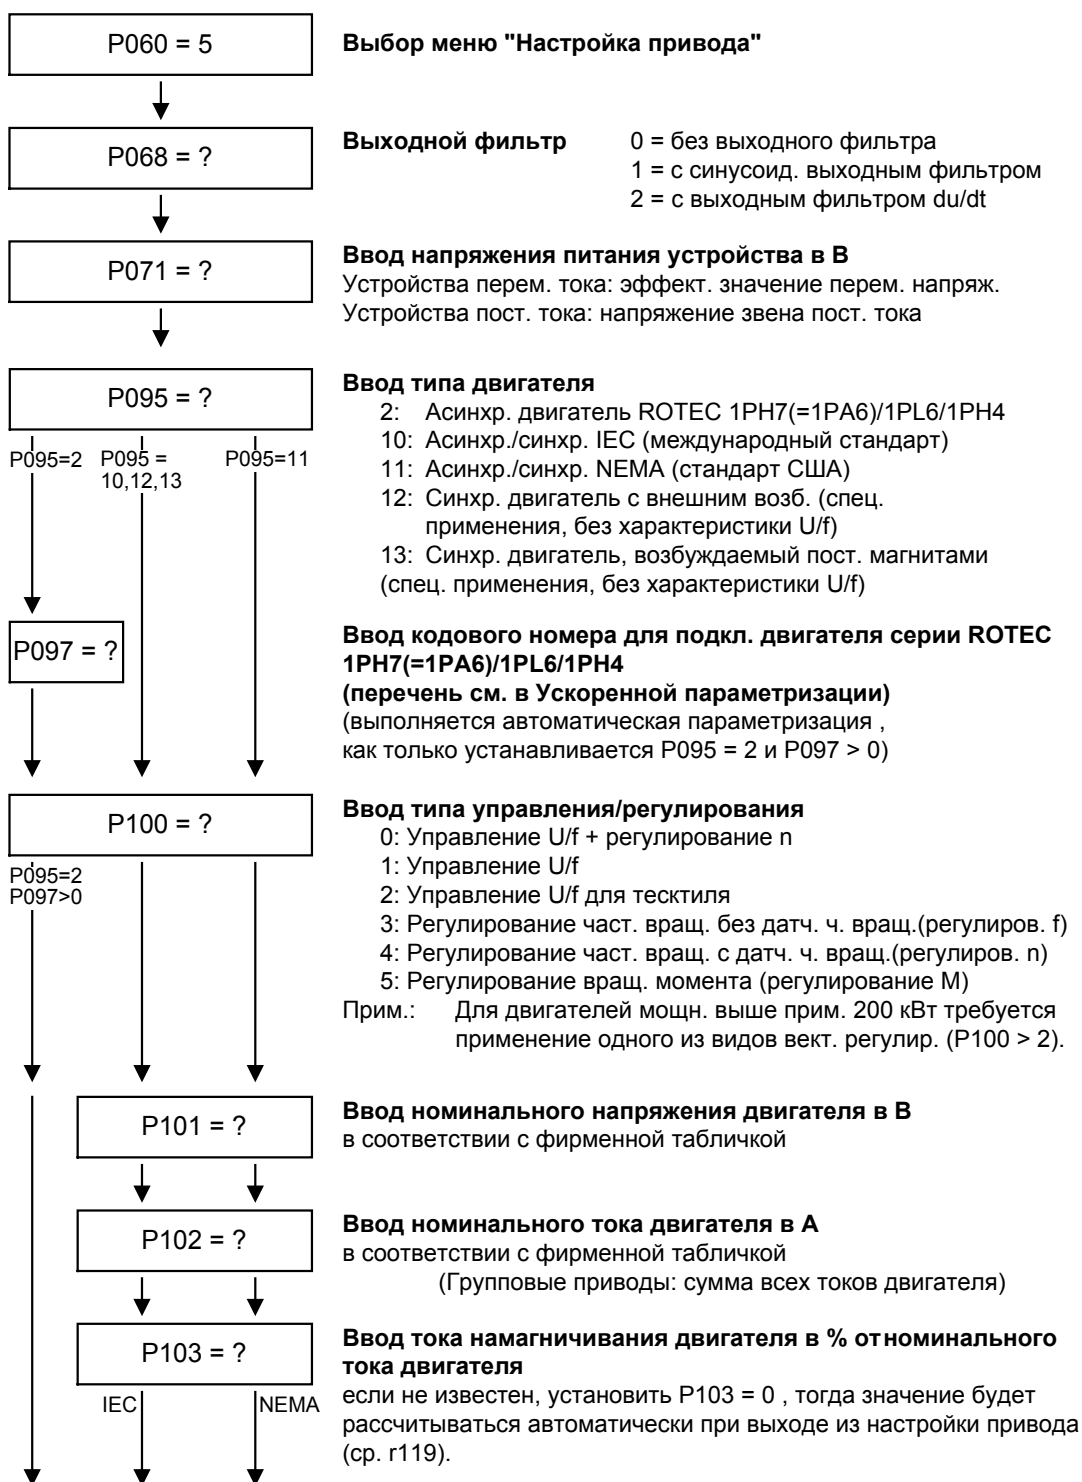 P060 = 5
Выбор меню "Настройка привода"
P068 = ?
Выходной фильтр 0 = без выходного фильтра
1 = с синусоид. выходным фильтром
2 = с выходным фильтром du/dt
P071 = ?
Ввод напряжения питания устройства в В
Устройства перем. тока: эффект. значение перем. напряж.
Устройства пост. тока: напряжение звена пост. тока
P095 = ?
Ввод типа двигателя
2: Асинхр. двигатель ROTEC 1PH7(=1PA6)/1PL6/1PH4
10: Асинхр./синхр. IEC (международный стандарт)
11: Асинхр./синхр. NEMA (стандарт США)
12: Синхр. двигатель с внешним возб. (спец.
применения, без характеристики U/f)
13: Синхр. двигатель, возбуждаемый пост. магнитами
(спец. применения, без характеристики U/f)
P095=2
P095 =
10,12,13
P095=11
P097 = ?
Ввод кодового номера для подкл. двигателя серии ROTEC
1PH7(=1PA6)/1PL6/1PH4
(перечень см. в Ускоренной параметризации)
(выполняется автоматическая параметризация ,
как только устанавливается P095 = 2 и P097 > 0)
P100 = ?
Ввод типа управления/регулирования
0: Управление U/f + регулирование n
1: Управление U/f
2: Управление U/f для тесктиля
3: Регулирование част. вращ. без датч. ч. вращ.(регулиров. f)
4: Регулирование част. вращ. с датч. ч. вращ.(регулиров. n)
5: Регулирование вращ. момента (регулирование M)
Прим.: Для двигателей мощн. выше прим. 200 кВт требуется
применение одного из видов вект. регулир. (P100 > 2).
P095=2
P097>0
P101 = ?
Ввод номинального напряжения двигателя в В
в соответствии с фирменной табличкой
P102 = ?
Ввод номинального тока двигателя в А
в соответствии с фирменной табличкой
(Групповые приводы: сумма всех токов двигателя)
P103 = ?
Ввод тока намагничивания двигателя в % от номинального
тока двигателя
если не известен, установить P103 = 0 , тогда значение будет
рассчитываться автоматически при выходе из настройки привода
(ср. r119).
IEC
NEMA